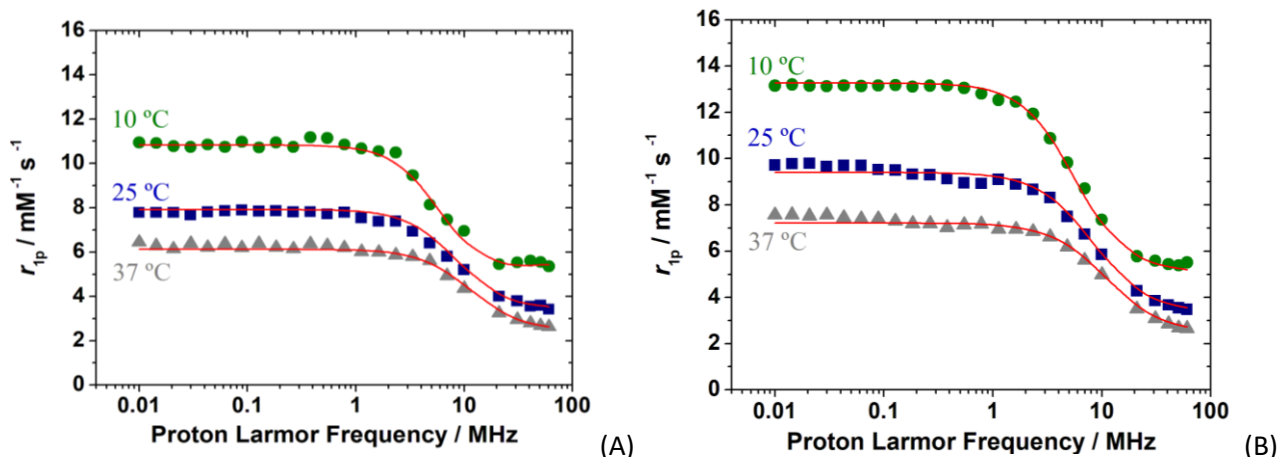 16
14
12
10
8
6
4
2
0
10 ºC
25 ºC
37 ºC
r1p / mM⁻¹ s⁻¹
0.01 0.1 1 10 100
Proton Larmor Frequency / MHz
(A)
16
14
12
10
8
6
4
2
0
10 ºC
25 ºC
37 ºC
r1p / mM⁻¹ s⁻¹
0.01 0.1 1 10 100
Proton Larmor Frequency / MHz
(B)